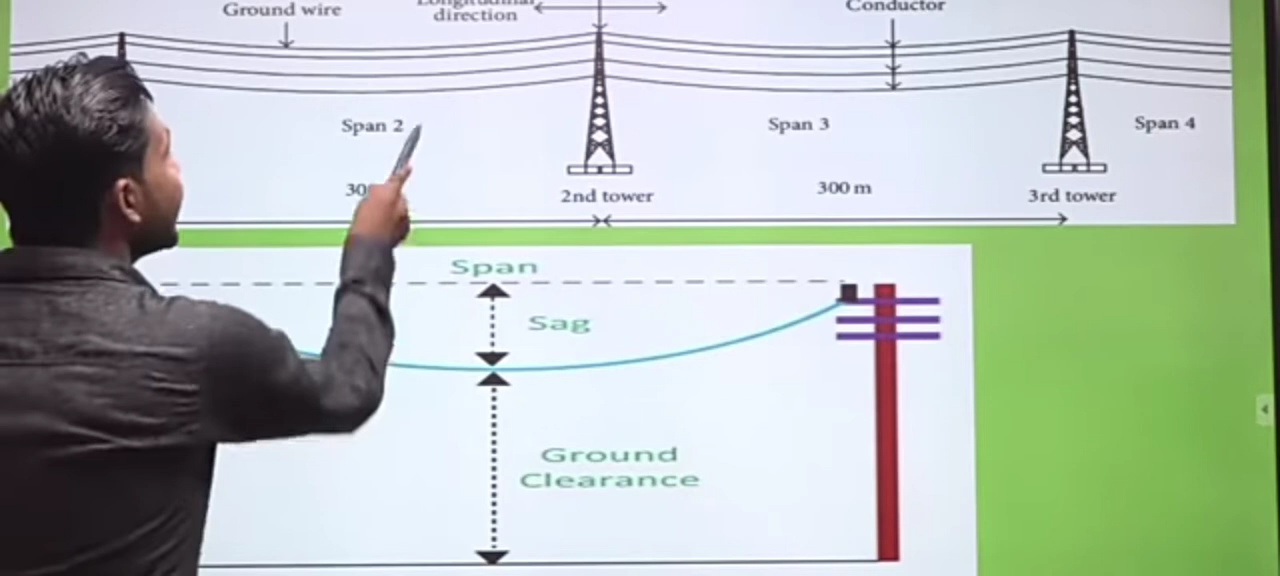 Ground wire
direction
Conductor
Span 2
Span 3
Span 4
300 m
2nd tower
3rd tower
Span
Sag
Ground
Clearance